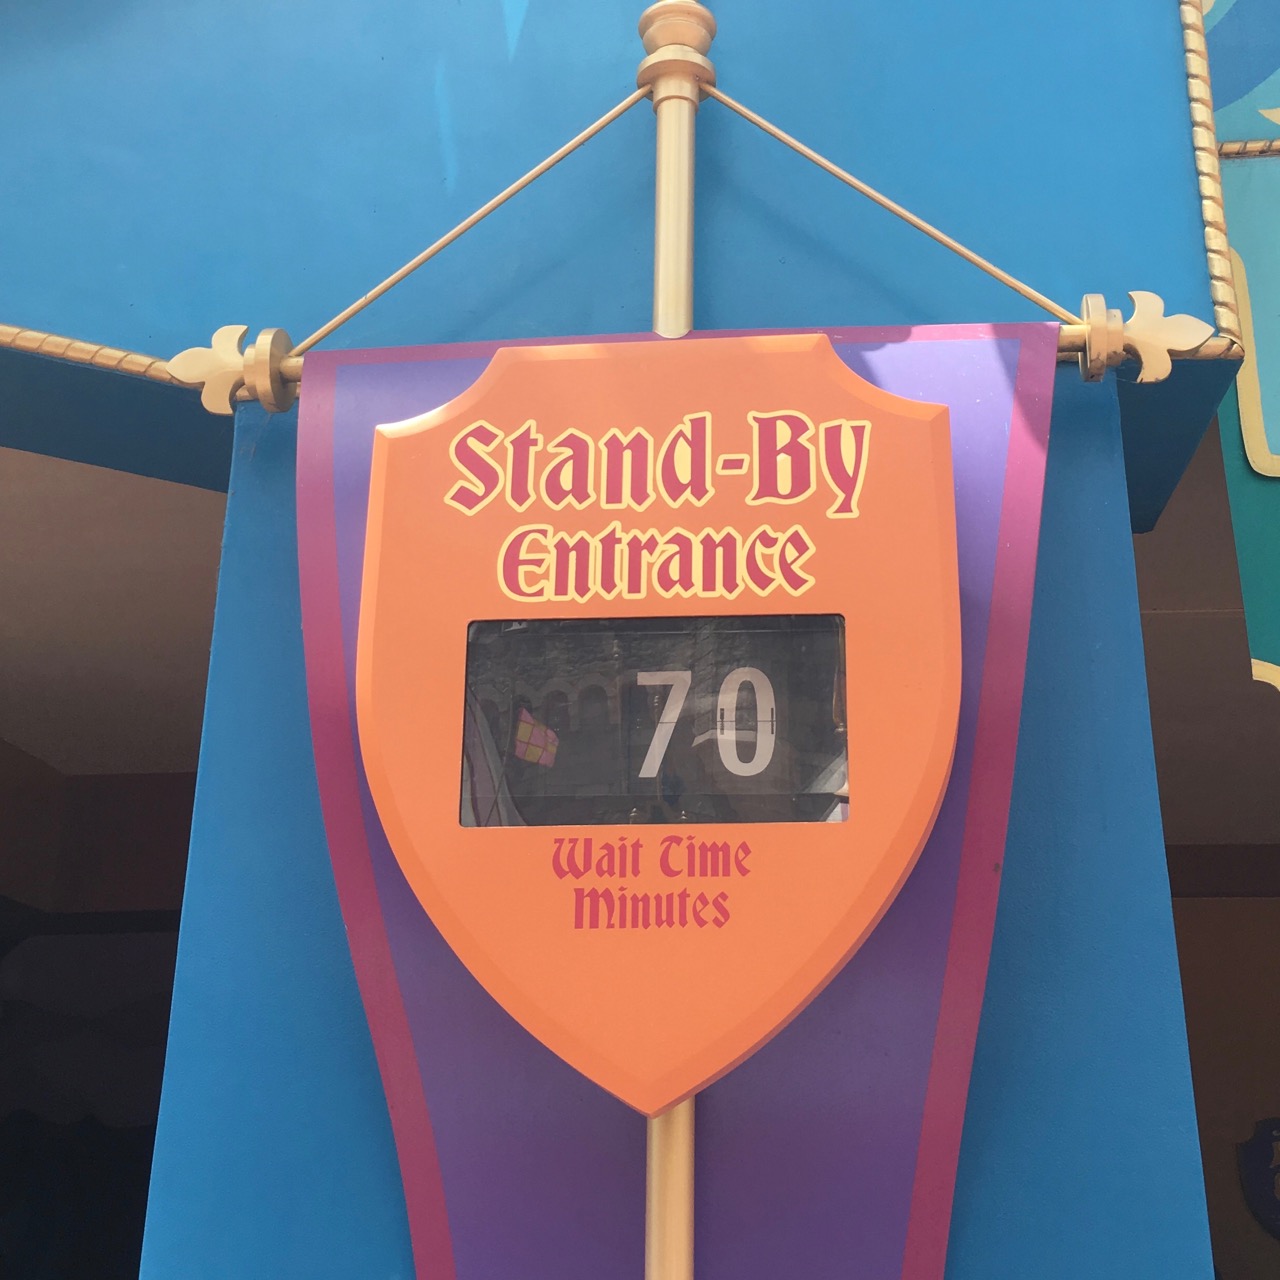 Stand-By
Entrance
70
Wait Time
Minutes